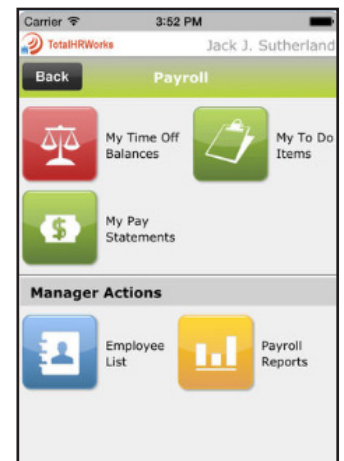 Carrier 3:52 PM
TotalHRWorks Jack J. Sutherland
Back Payroll
My Time Off
Balances
My To Do
Items
$
My Pay
Statements
Manager Actions
Employee
List
Payroll
Reports